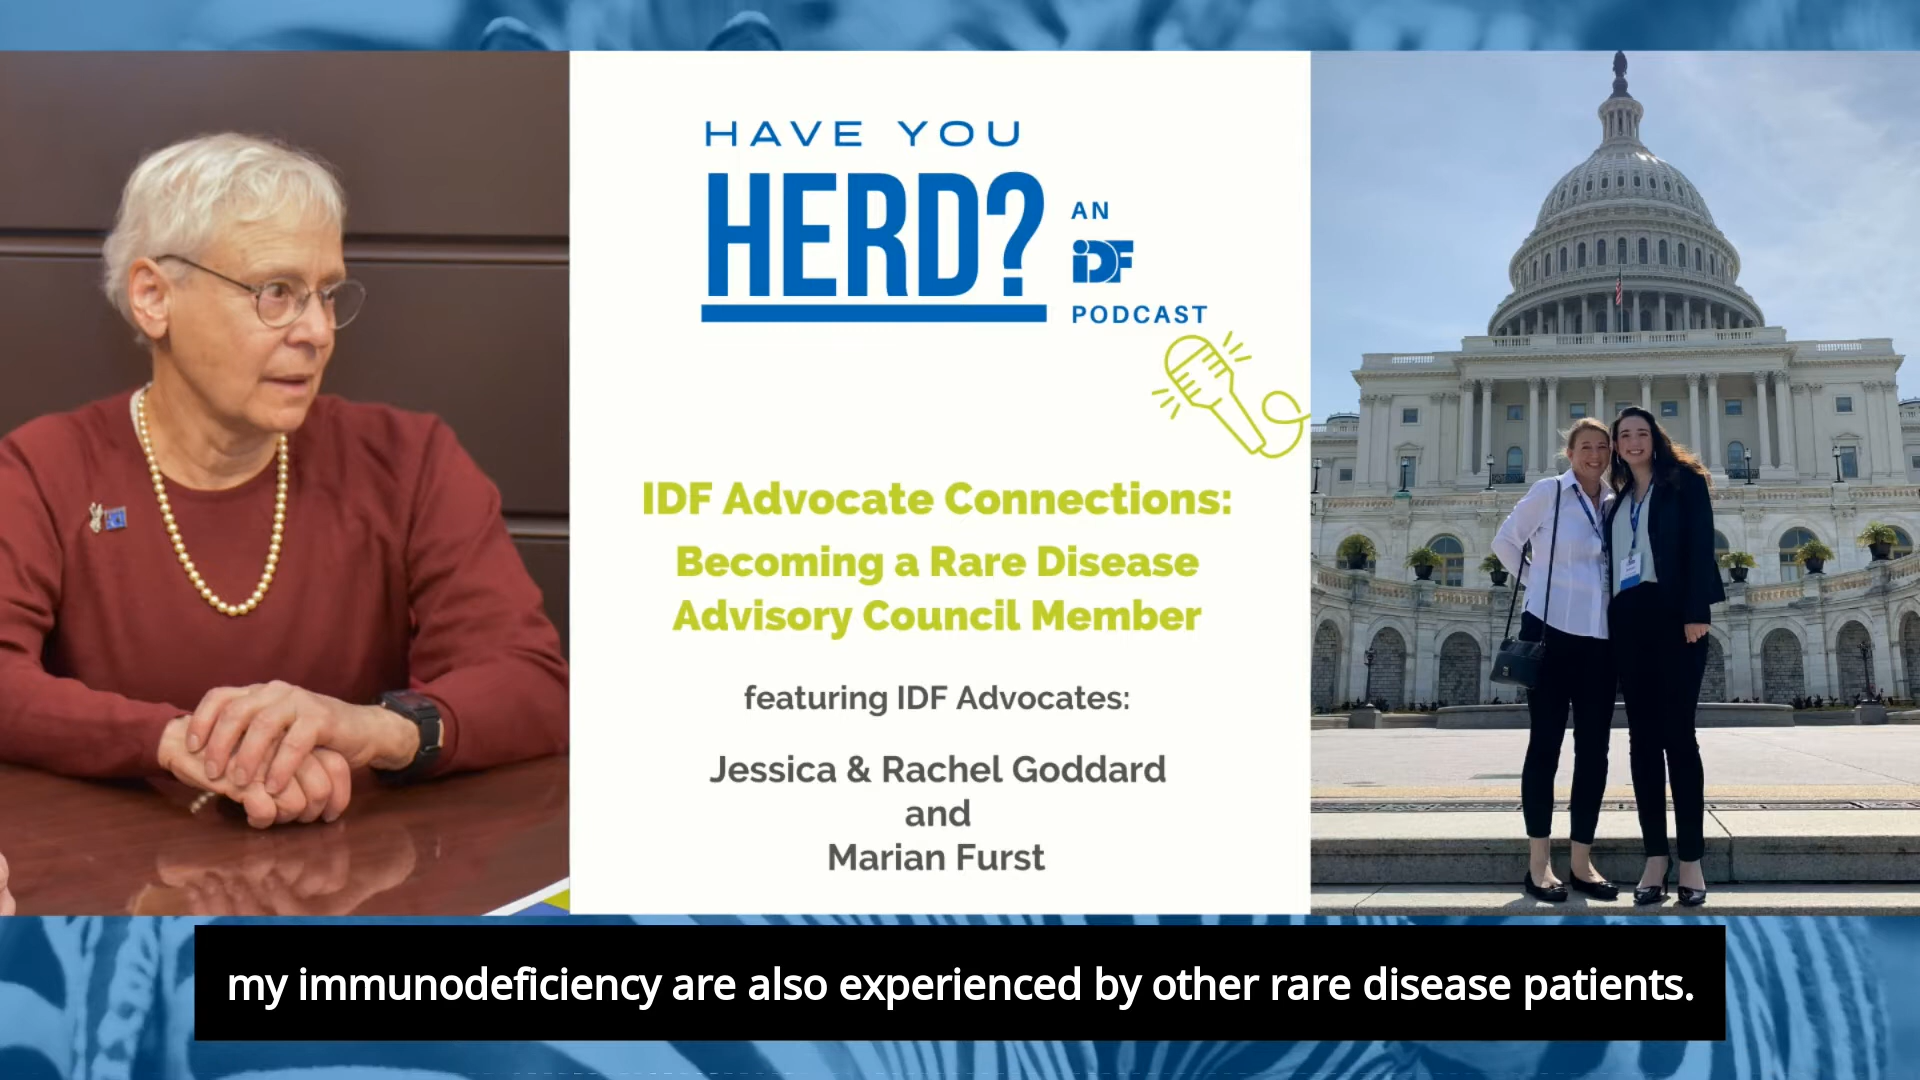 HAVE YOU
HERD?
AN
iDF
PODCAST
IDF Advocate Connections:
Becoming a Rare Disease
Advisory Council Member
featuring IDF Advocates:
Jessica & Rachel Goddard
and
Marian Furst
my immunodeficiency are also experienced by other rare disease patients.